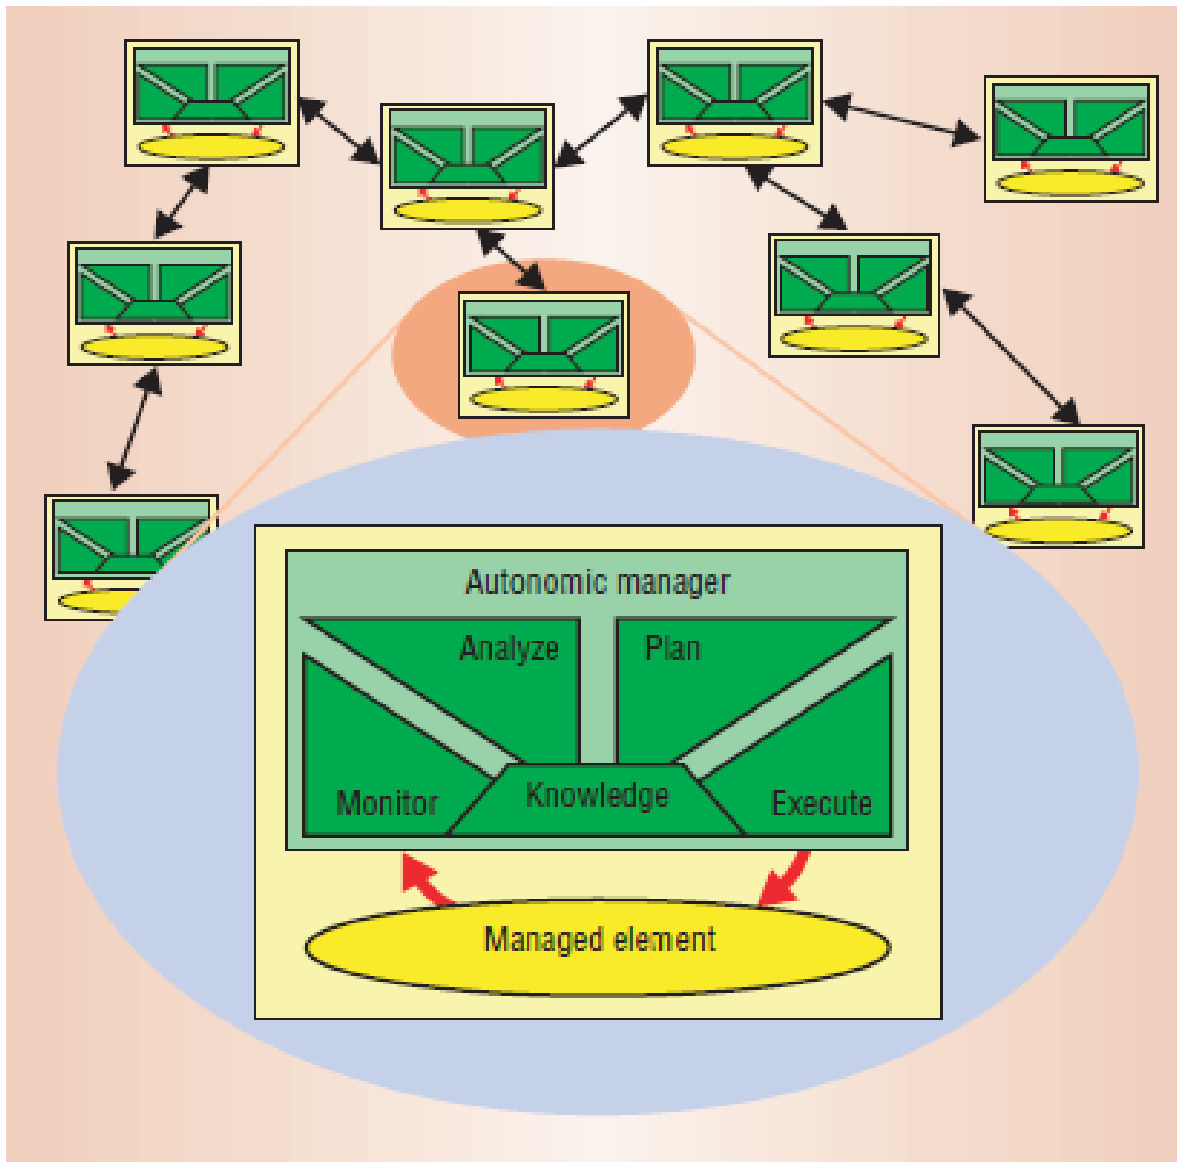 Autonomic manager
Analyze
Plan
Monitor
Knowledge
Execute
Managed element